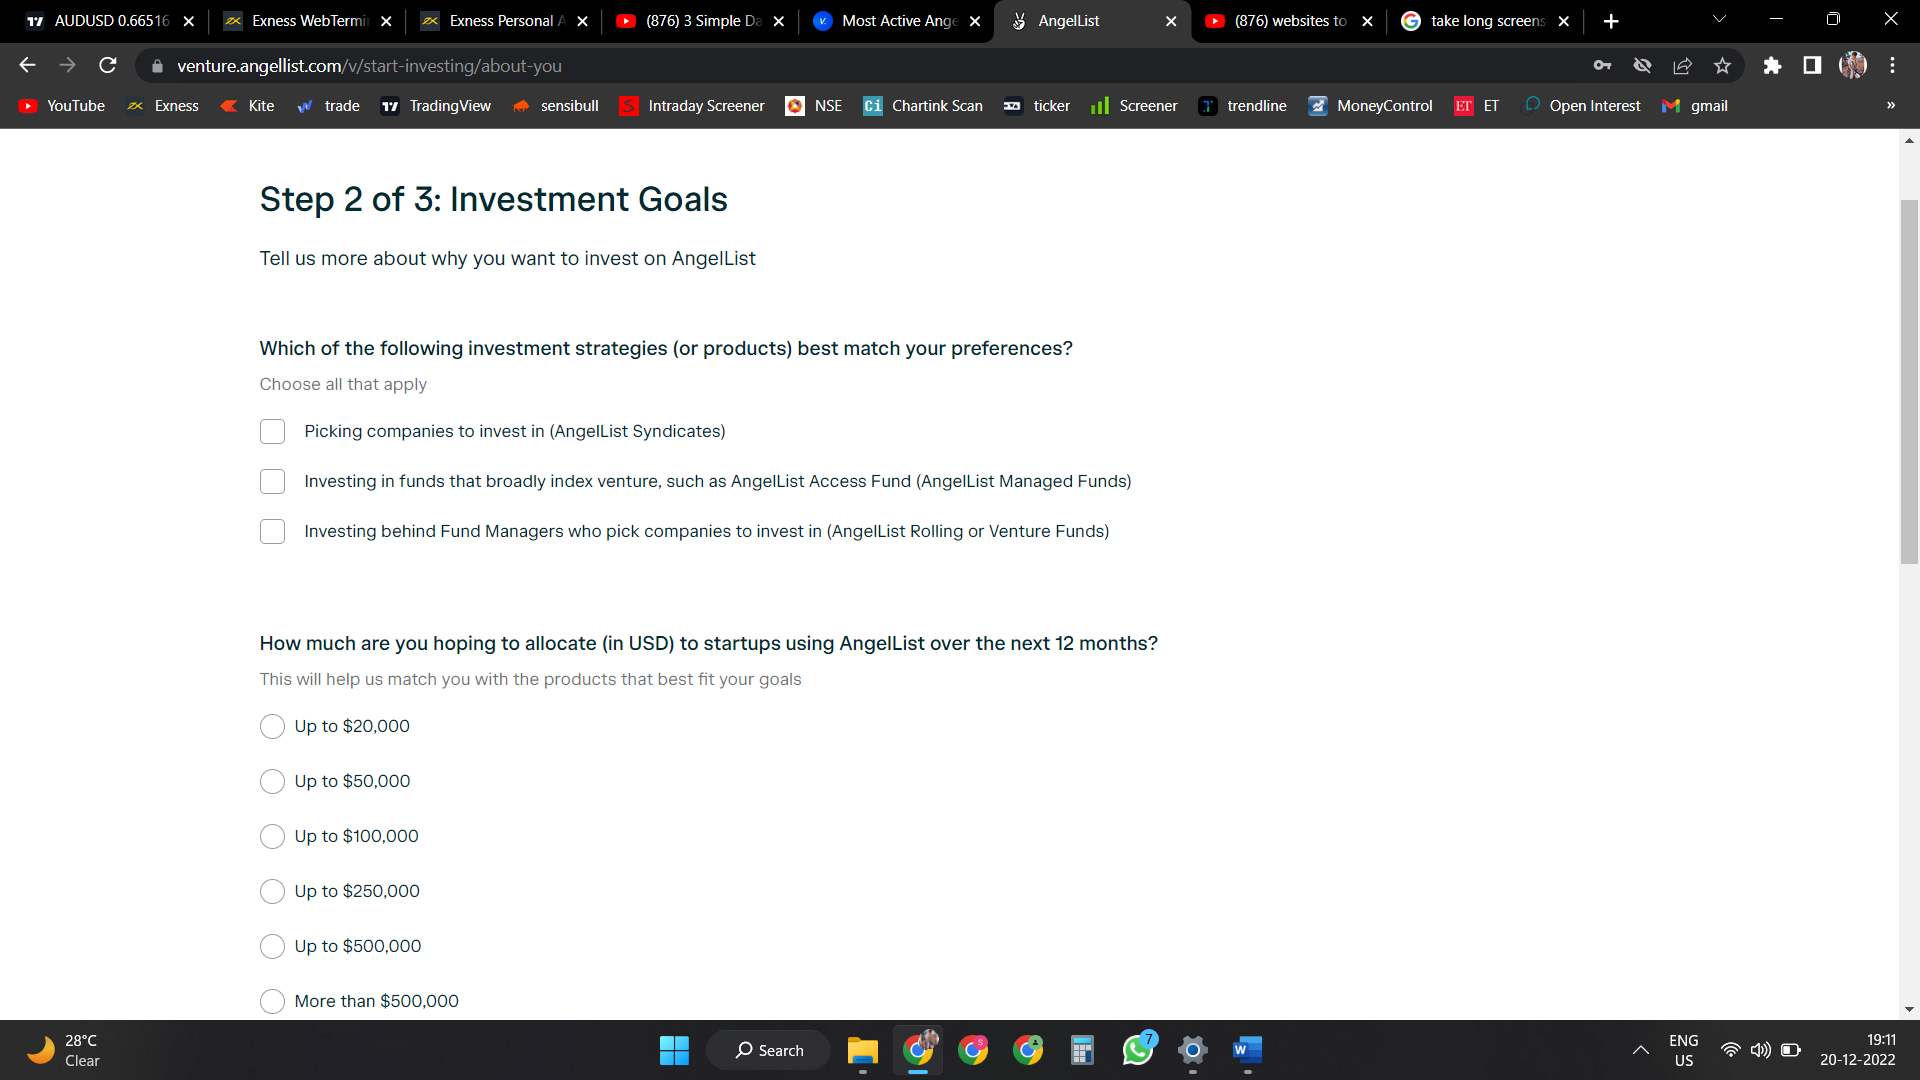 AUDUSD 0.66516
Exness WebTermi
Exness Personal A
(876) 3 Simple Da
Most Active Ange
AngelList
(876) websites to
take long screens
venture.angellist.com/v/start-investing/about-you
YouTube
Exness
Kite
trade
TradingView
sensibull
Intraday Screener
NSE
Chartink Scan
ticker
Screener
trendline
MoneyControl
ET ET
Open Interest
gmail
»
Step 2 of 3: Investment Goals
Tell us more about why you want to invest on AngelList
Which of the following investment strategies (or products) best match your preferences?
Choose all that apply
Picking companies to invest in (AngelList Syndicates)
Investing in funds that broadly index venture, such as AngelList Access Fund (AngelList Managed Funds)
Investing behind Fund Managers who pick companies to invest in (AngelList Rolling or Venture Funds)
How much are you hoping to allocate (in USD) to startups using AngelList over the next 12 months?
This will help us match you with the products that best fit your goals
Up to $20,000
Up to $50,000
Up to $100,000
Up to $250,000
Up to $500,000
More than $500,000
28°C
Clear
Search
7
ENG
US
19:11
20-12-2022